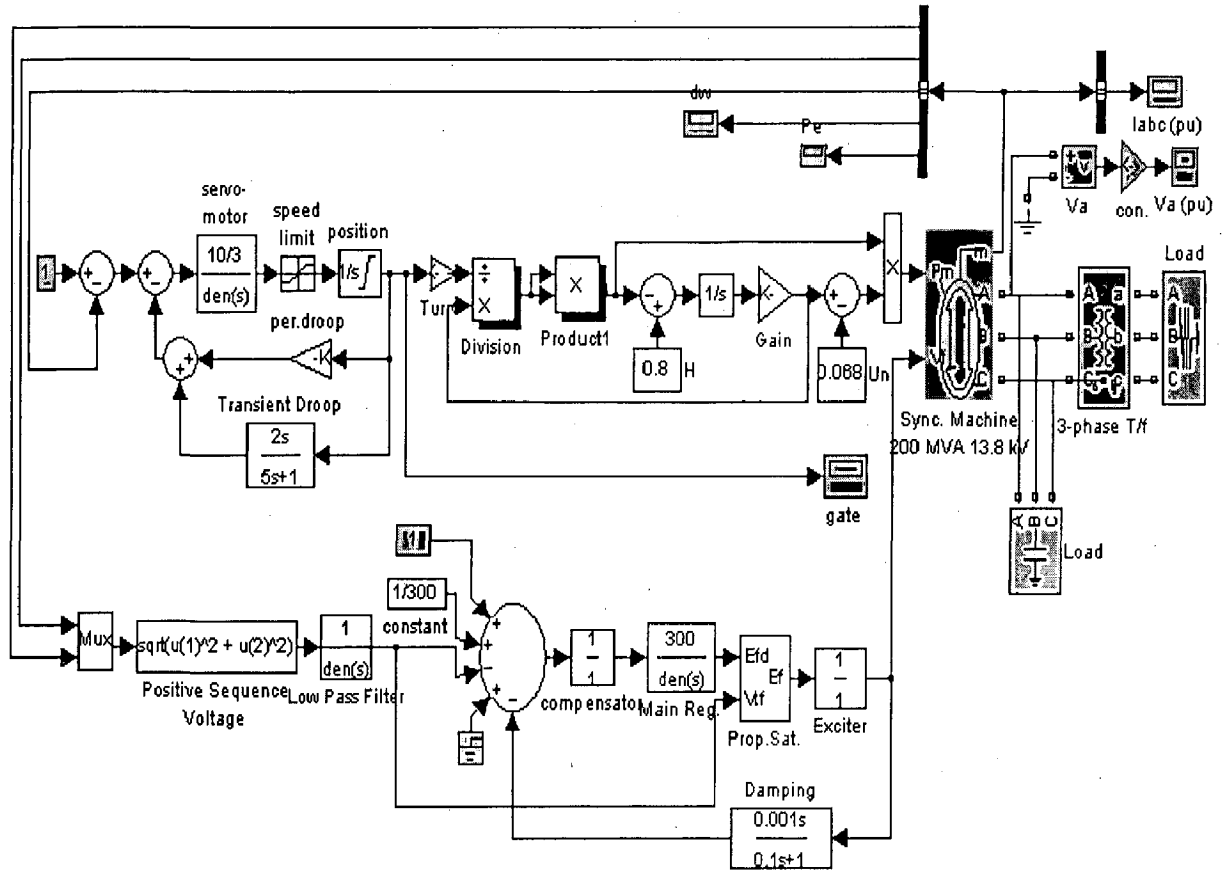 dw
Pe
Iabc (pu)
Va
con.
Va (pu)
servo-
motor
speed
limit
position
10/3
den(s)
1/s
1
per.droop
-K
Turr
÷
X
Division
X
Product1
1/s
K-
Gain
0.8
H
0.068
Un
X
Pm
m
Vf
A
B
C
Sync. Machine
200 MVA 13.8 kV
A
B
C
a
b
c
3-phase T/f
Load
A
B
C
Transient Droop
2s
5s+1
gate
A
B
C
Load
1
1/300
constant
Mux
sqrt(u(1)^2 + u(2)^2)
Positive Sequence
Voltage
1
den(s)
Low Pass Filter
1
1
compensator
300
den(s)
Main Reg.
Efd
Ef
Vtf
Prop.Sat.
1
1
Exciter
Damping
0.001s
0.1s+1